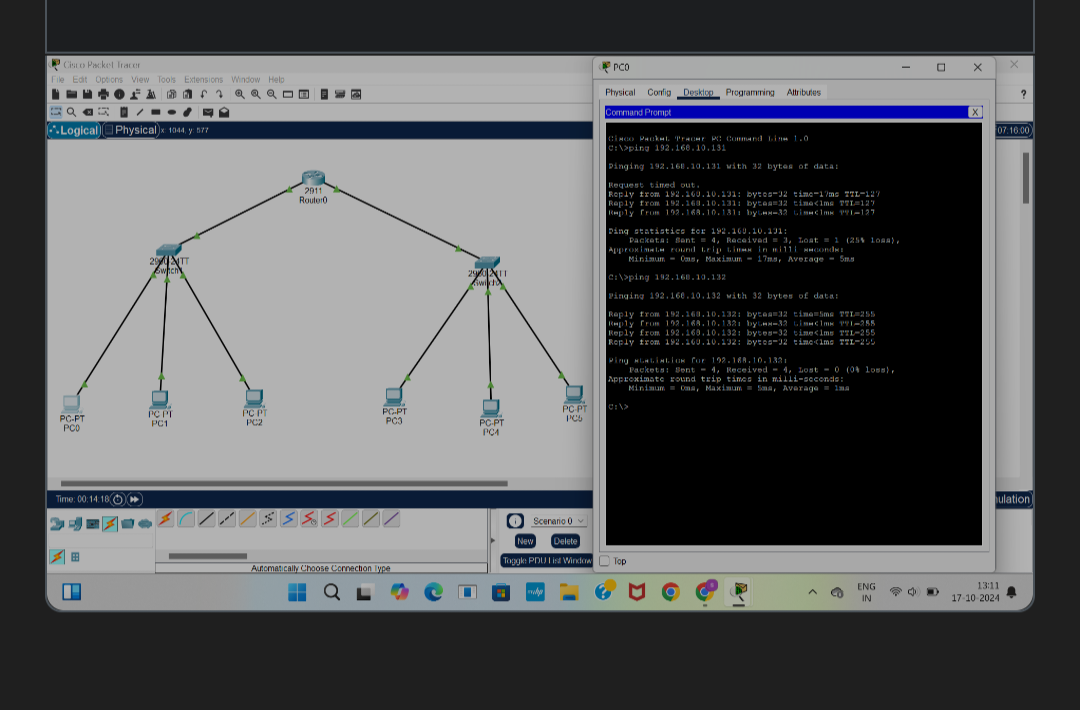 Cisco Packet Tracer
File Edit Options View Tools Extensions Window Help
?
Logical Physical x: 1044, y: 577
07:16:00
2911
Router0
2960-24TT
Switch
PC-PT
PC0
PC-PT
PC1
PC-PT
PC2
PC-PT
PC3
PC-PT
PC4
PC-PT
PC5
PC0
Physical Config Desktop Programming Attributes
Command Prompt
X
Cisco Packet Tracer PC Command Line 1.0
C:\>ping 192.168.10.131
Pinging 192.168.10.131 with 32 bytes of data:
Request timed out.
Reply from 192.168.10.131: bytes=32 time=17ms TTL=127
Reply from 192.168.10.131: bytes=32 time<1ms TTL=127
Reply from 192.168.10.131: bytes=32 time<1ms TTL=127
Ping statistics for 192.168.10.131:
Packets: Sent = 4, Received = 3, Lost = 1 (25% loss),
Approximate round trip times in milli-seconds:
Minimum = 0ms, Maximum = 17ms, Average = 5ms
C:\>ping 192.168.10.132
Pinging 192.168.10.132 with 32 bytes of data:
Reply from 192.168.10.132: bytes=32 time=5ms TTL=255
Reply from 192.168.10.132: bytes=32 time<1ms TTL=255
Reply from 192.168.10.132: bytes=32 time<1ms TTL=255
Reply from 192.168.10.132: bytes=32 time<1ms TTL=255
Ping statistics for 192.168.10.132:
Packets: Sent = 4, Received = 4, Lost = 0 (0% loss),
Approximate round trip times in milli-seconds:
Minimum = 0ms, Maximum = 5ms, Average = 1ms
C:\>
Top
Time: 00:14:18
ulation
Scenario 0
New Delete
Toggle PDU List Window
Automatically Choose Connection Type
ENG
IN
13:11
17-10-2024